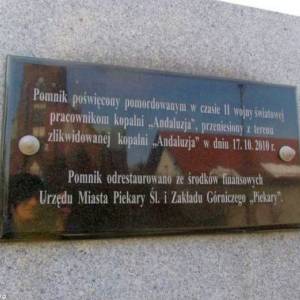 Pomnik poświęcony pomordowanym w czasie II wojny światowej
pracownikom kopalni „Andaluzja”, przeniesiony z terenu
zlikwidowanej kopalni „Andaluzja” w dniu 17. 10. 2010 r.
Pomnik odrestaurowano ze środków finansowych
Urzędu Miasta Piekary Śl. i Zakładu Górniczego „Piekary”.